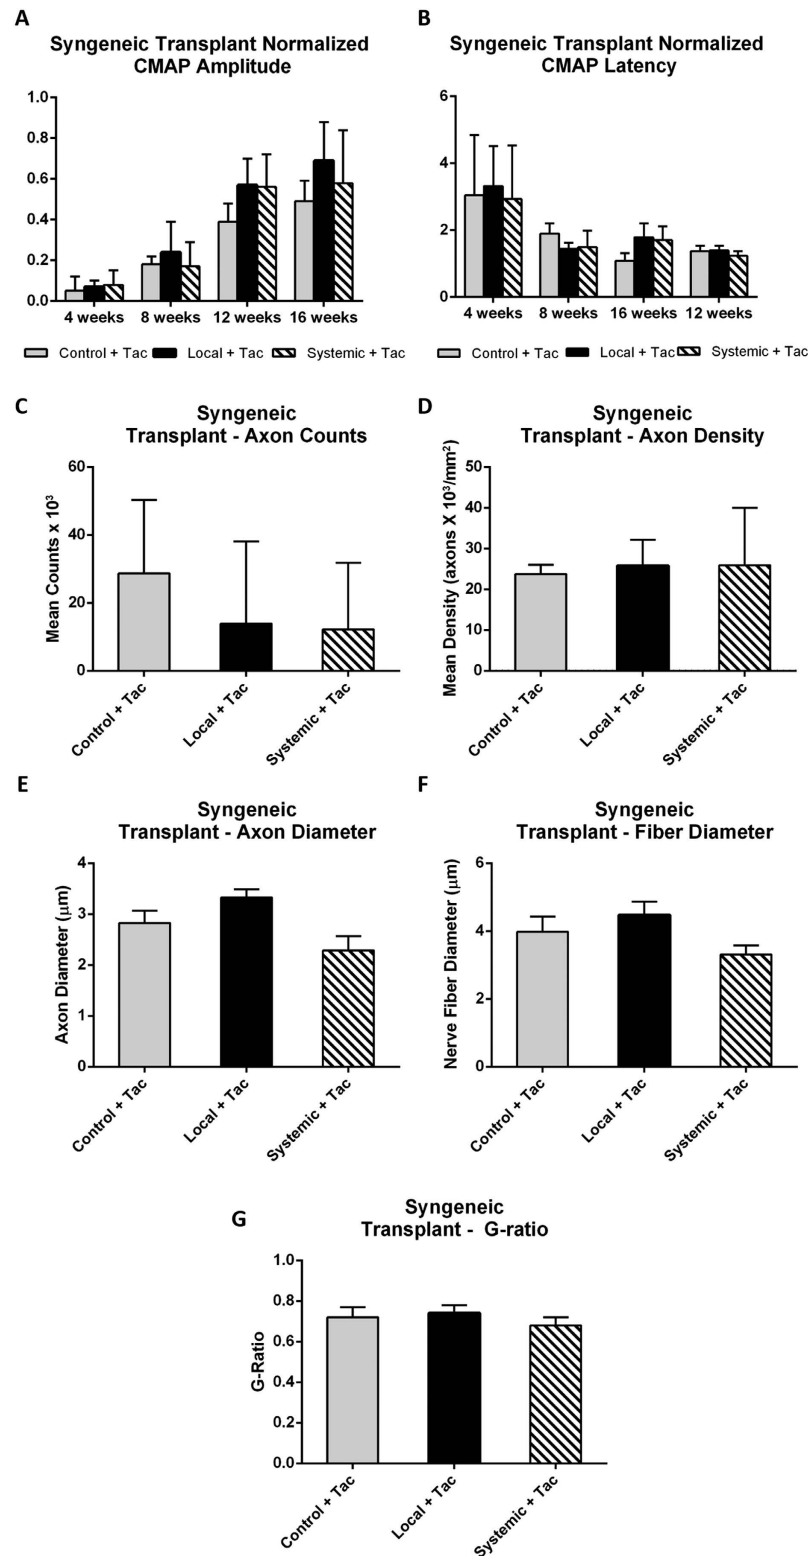 A
Syngeneic Transplant Normalized
CMAP Amplitude
1.0
0.8
0.6
0.4
0.2
0.0
4 weeks 8 weeks 12 weeks 16 weeks
Control + Tac Local + Tac Systemic + Tac
B
Syngeneic Transplant Normalized
CMAP Latency
6
4
2
0
4 weeks 8 weeks 16 weeks 12 weeks
Control + Tac Local + Tac Systemic + Tac
C
Syngeneic
Transplant - Axon Counts
Mean Counts x 10³
60
40
20
0
Control + Tac
Local + Tac
Systemic + Tac
D
Syngeneic
Transplant - Axon Density
Mean Density (axons X 10³/mm²)
50
40
30
20
10
0
Control + Tac
Local + Tac
Systemic + Tac
E
Syngeneic
Transplant - Axon Diameter
Axon Diameter (μm)
4
3
2
1
0
Control + Tac
Local + Tac
Systemic + Tac
F
Syngeneic
Transplant - Fiber Diameter
Nerve Fiber Diameter (μm)
6
4
2
0
Control + Tac
Local + Tac
Systemic + Tac
G
Syngeneic
Transplant - G-ratio
G-Ratio
1.0
0.8
0.6
0.4
0.2
0.0
Control + Tac
Local + Tac
Systemic + Tac